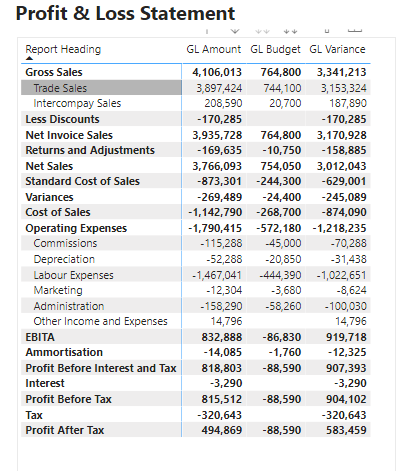 Profit & Loss Statement
Report Heading GL Amount GL Budget GL Variance
Gross Sales 4,106,013 764,800 3,341,213
Trade Sales 3,897,424 744,100 3,153,324
Intercompay Sales 208,590 20,700 187,890
Less Discounts -170,285 -170,285
Net Invoice Sales 3,935,728 764,800 3,170,928
Returns and Adjustments -169,635 -10,750 -158,885
Net Sales 3,766,093 754,050 3,012,043
Standard Cost of Sales -873,301 -244,300 -629,001
Variances -269,489 -24,400 -245,089
Cost of Sales -1,142,790 -268,700 -874,090
Operating Expenses -1,790,415 -572,180 -1,218,235
Commissions -115,288 -45,000 -70,288
Depreciation -52,288 -20,850 -31,438
Labour Expenses -1,467,041 -444,390 -1,022,651
Marketing -12,304 -3,680 -8,624
Administration -158,290 -58,260 -100,030
Other Income and Expenses 14,796 14,796
EBITA 832,888 -86,830 919,718
Ammortisation -14,085 -1,760 -12,325
Profit Before Interest and Tax 818,803 -88,590 907,393
Interest -3,290 -3,290
Profit Before Tax 815,512 -88,590 904,102
Tax -320,643 -320,643
Profit After Tax 494,869 -88,590 583,459